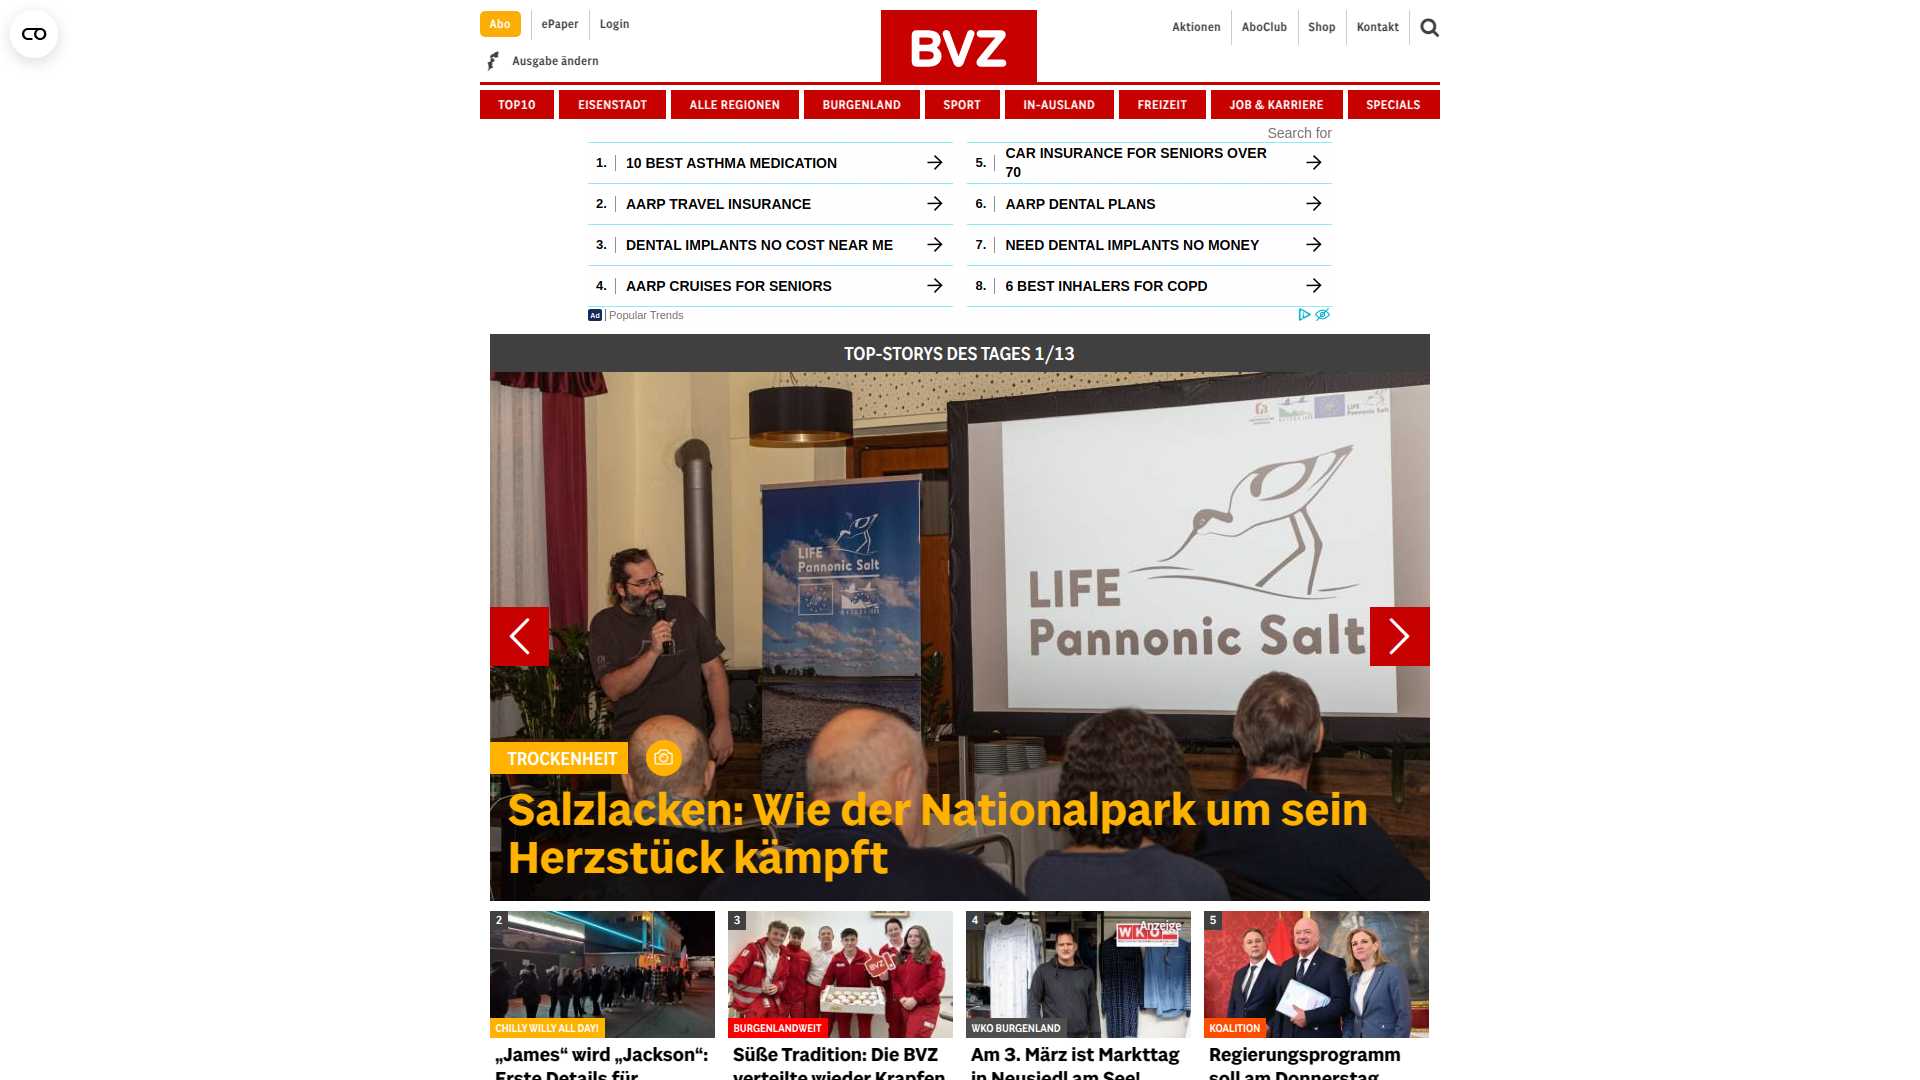 Abo
ePaper
Login
Ausgabe ändern
BVZ
Aktionen
AboClub
Shop
Kontakt
TOP10
EISENSTADT
ALLE REGIONEN
BURGENLAND
SPORT
IN-AUSLAND
FREIZEIT
JOB & KARRIERE
SPECIALS
Search for
1. 10 BEST ASTHMA MEDICATION
2. AARP TRAVEL INSURANCE
3. DENTAL IMPLANTS NO COST NEAR ME
4. AARP CRUISES FOR SENIORS
5. CAR INSURANCE FOR SENIORS OVER
70
6. AARP DENTAL PLANS
7. NEED DENTAL IMPLANTS NO MONEY
8. 6 BEST INHALERS FOR COPD
Ad Popular Trends
TOP-STORYS DES TAGES 1/13
LIFE
Pannonic Salt
LIFE
Pannonic Salt
LIFE
Pannonic Salt
TROCKENHEIT
Salzlacken: Wie der Nationalpark um sein
Herzstück kämpft
2
CHILLY WILLY ALL DAY!
„James“ wird „Jackson“:
Erste Details für
3
BVZ
BURGENLANDWEIT
Süße Tradition: Die BVZ
verteilte wieder Krapfen
4
Anzeige
WKO
WKO BURGENLAND
Am 3. März ist Markttag
in Neusiedl am See!
5
KOALITION
Regierungsprogramm
soll am Donnerstag